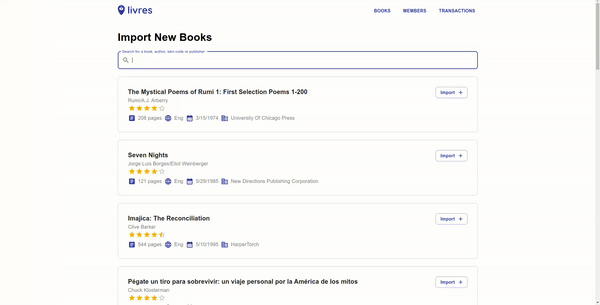 livres
BOOKS MEMBERS TRANSACTIONS
Import New Books
Search for a book, author, isbn code or publisher
The Mystical Poems of Rumi 1: First Selection Poems 1-200
Import +
Rumi/A.J. Arberry
208 pages Eng 3/15/1974 University Of Chicago Press
Seven Nights
Import +
Jorge Luis Borges/Eliot Weinberger
121 pages Eng 5/29/1985 New Directions Publishing Corporation
Imajica: The Reconciliation
Import +
Clive Barker
544 pages Eng 5/10/1995 HarperTorch
Pégate un tiro para sobrevivir: un viaje personal por la América de los mitos
Import +
Chuck Klosterman